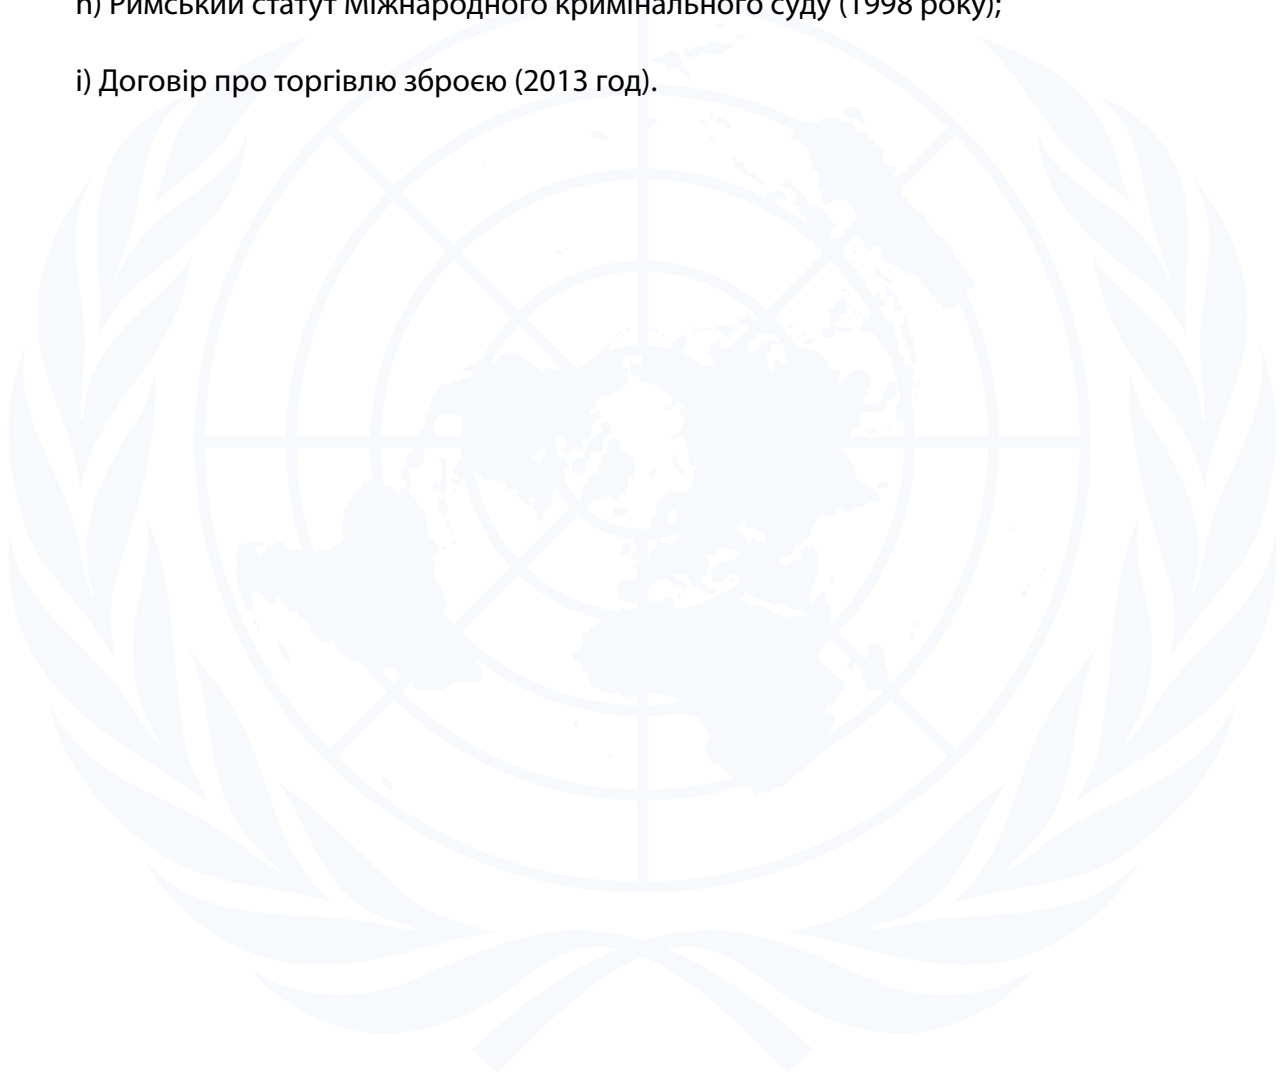 h) Римський статут Міжнародного кримінального суду (1998 року);
i) Договір про торгівлю зброєю (2013 год).